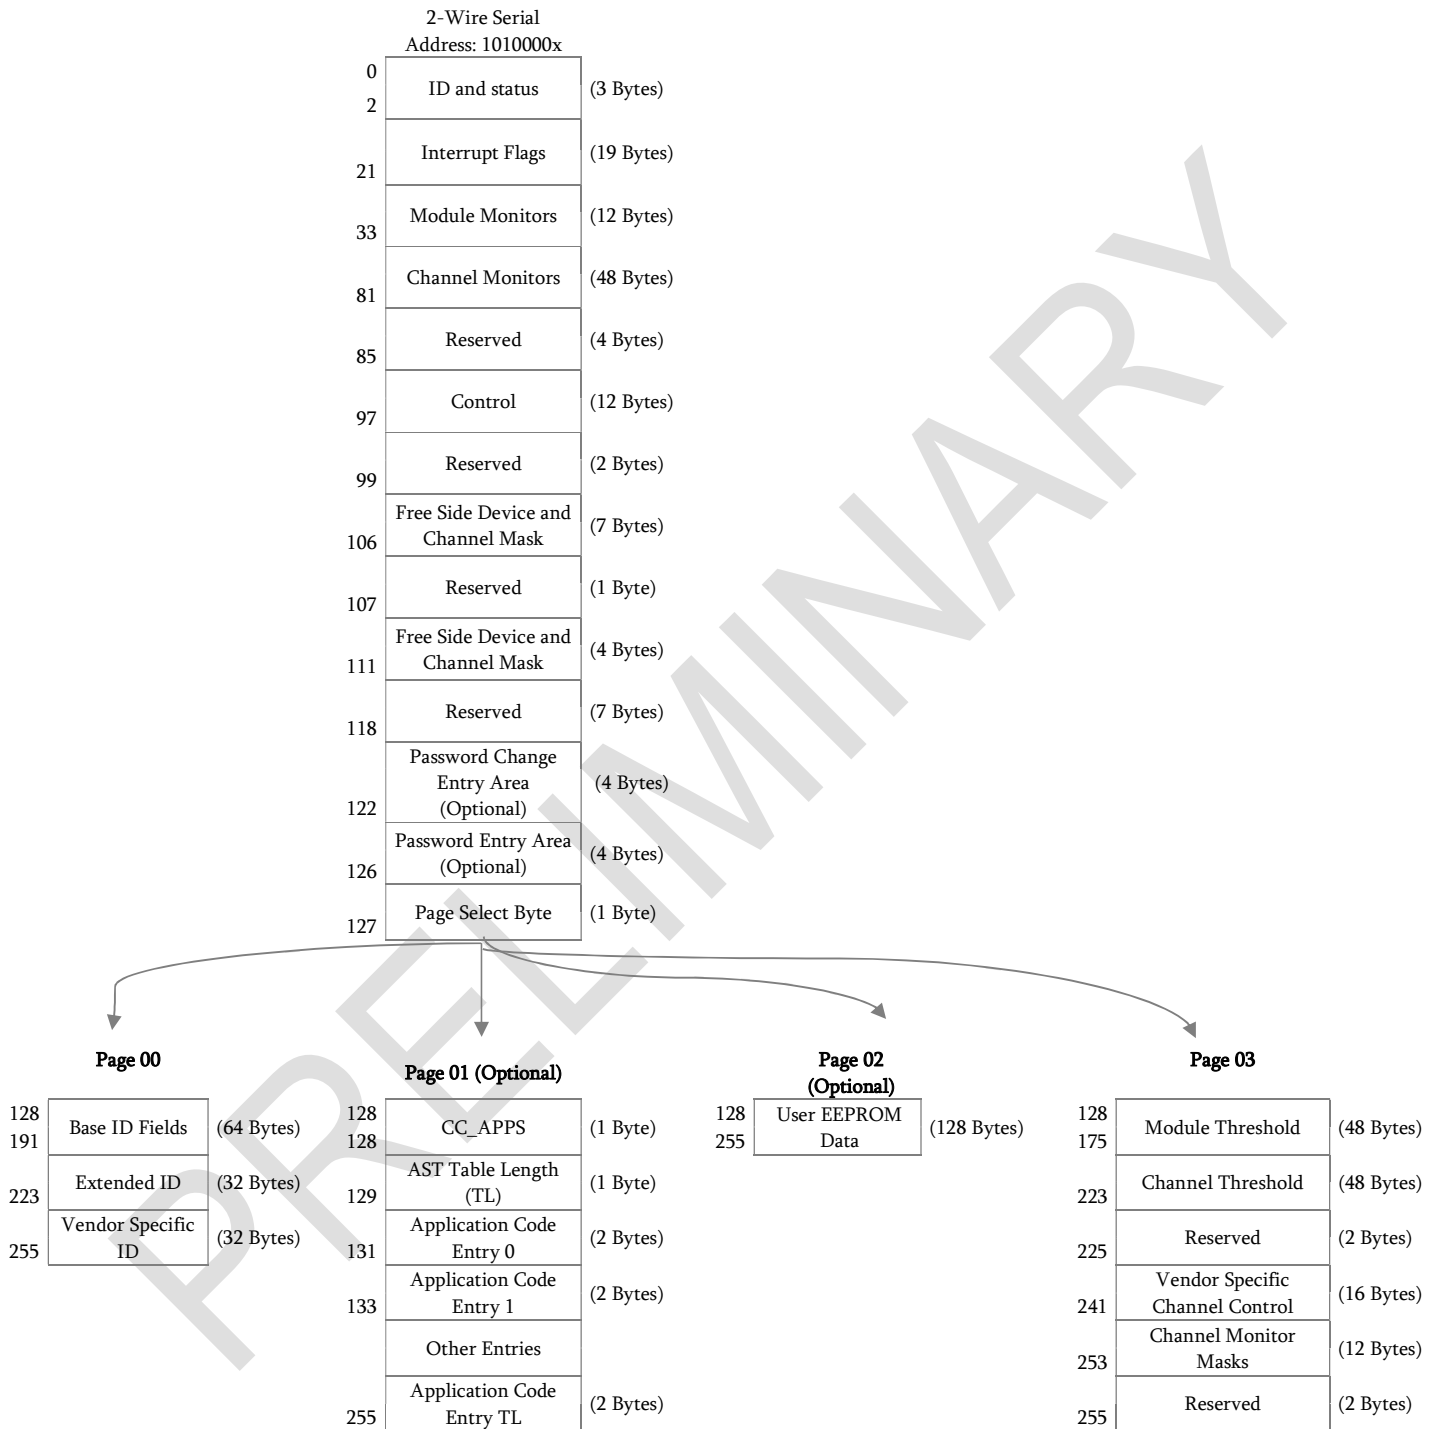 2-Wire Serial
Address: 1010000x
0
ID and status
(3 Bytes)
2
Interrupt Flags
(19 Bytes)
21
Module Monitors
(12 Bytes)
33
Channel Monitors
(48 Bytes)
81
Reserved
(4 Bytes)
85
Control
(12 Bytes)
97
Reserved
(2 Bytes)
99
Free Side Device and
Channel Mask
(7 Bytes)
106
Reserved
(1 Byte)
107
Free Side Device and
Channel Mask
(4 Bytes)
111
Reserved
(7 Bytes)
118
Password Change
Entry Area
(Optional)
(4 Bytes)
122
Password Entry Area
(Optional)
(4 Bytes)
126
Page Select Byte
(1 Byte)
127
PRELIMINARY
Page 00
128
191
Base ID Fields
(64 Bytes)
223
Extended ID
(32 Bytes)
Vendor Specific
ID
(32 Bytes)
255
Page 01 (Optional)
128
128
CC_APPS
(1 Byte)
AST Table Length
(TL)
(1 Byte)
129
Application Code
Entry 0
(2 Bytes)
131
Application Code
Entry 1
(2 Bytes)
133
Other Entries
Application Code
Entry TL
(2 Bytes)
255
Page 02
(Optional)
128
255
User EEPROM
Data
(128 Bytes)
Page 03
128
175
Module Threshold
(48 Bytes)
223
Channel Threshold
(48 Bytes)
225
Reserved
(2 Bytes)
Vendor Specific
Channel Control
(16 Bytes)
241
Channel Monitor
Masks
(12 Bytes)
253
Reserved
(2 Bytes)
255